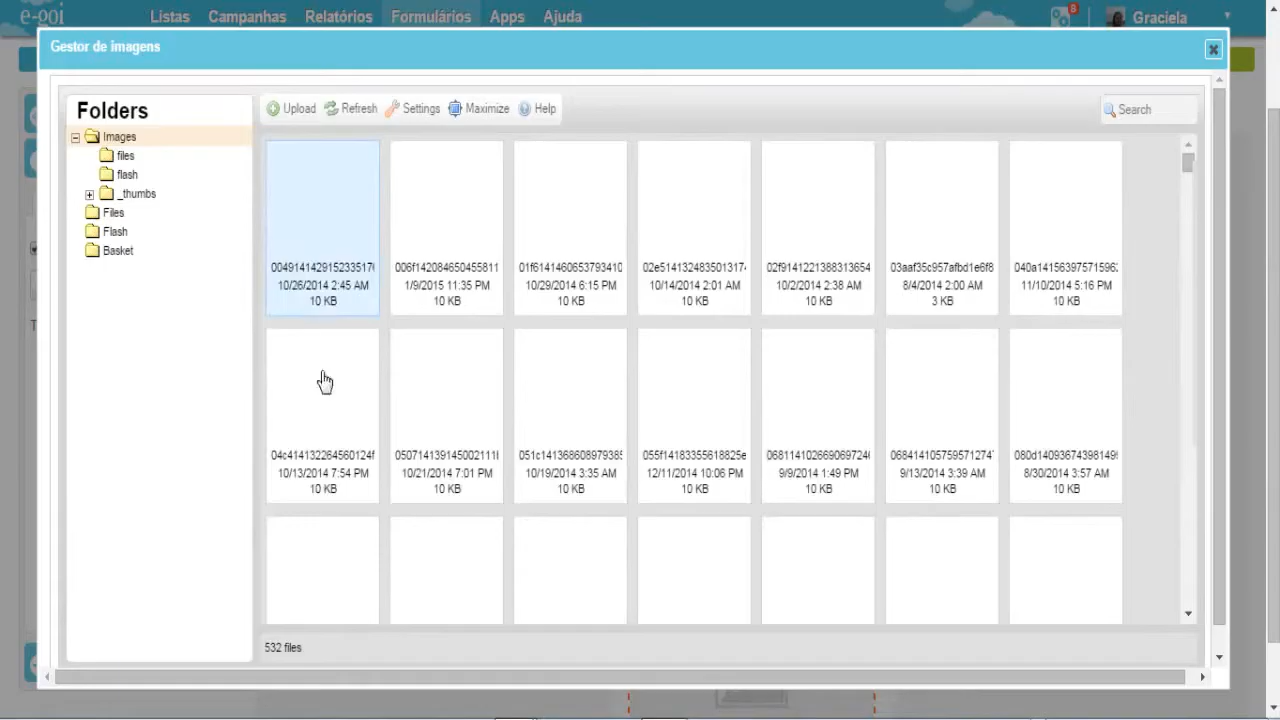 e-goi Listas Campanhas Relatórios Formulários Apps Ajuda 8 Graciela
Gestor de imagens
Folders
Images
files
flash
_thumbs
Files
Flash
Basket
Upload Refresh Settings Maximize Help Search
10/26/2014 2:45 AM 1/9/2015 11:35 PM 10/29/2014 6:15 PM 10/14/2014 2:01 AM 10/2/2014 2:38 AM 8/4/2014 2:00 AM 11/10/2014 5:16 PM
10 KB 10 KB 10 KB 10 KB 10 KB 3 KB 10 KB
10/13/2014 7:54 PM 10/21/2014 7:01 PM 10/19/2014 3:35 AM 12/11/2014 10:06 PM 9/9/2014 1:49 PM 9/13/2014 3:39 AM 8/30/2014 3:57 AM
10 KB 10 KB 10 KB 10 KB 10 KB 10 KB 10 KB
532 files